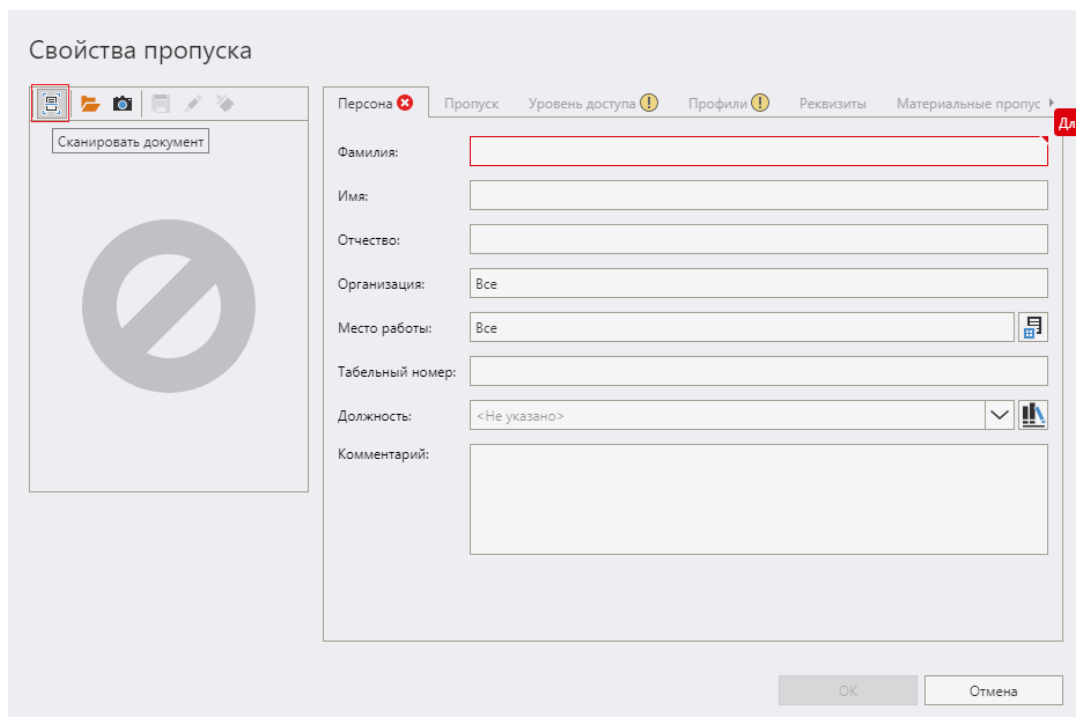 Свойства пропуска
Сканировать документ
Персона Пропуск Уровень доступа Профили Реквизиты Материальные пропус
Дл
Фамилия:
Имя:
Отчество:
Организация: Все
Место работы: Все
Табельный номер:
Должность: <Не указано>
Комментарий:
ОК Отмена